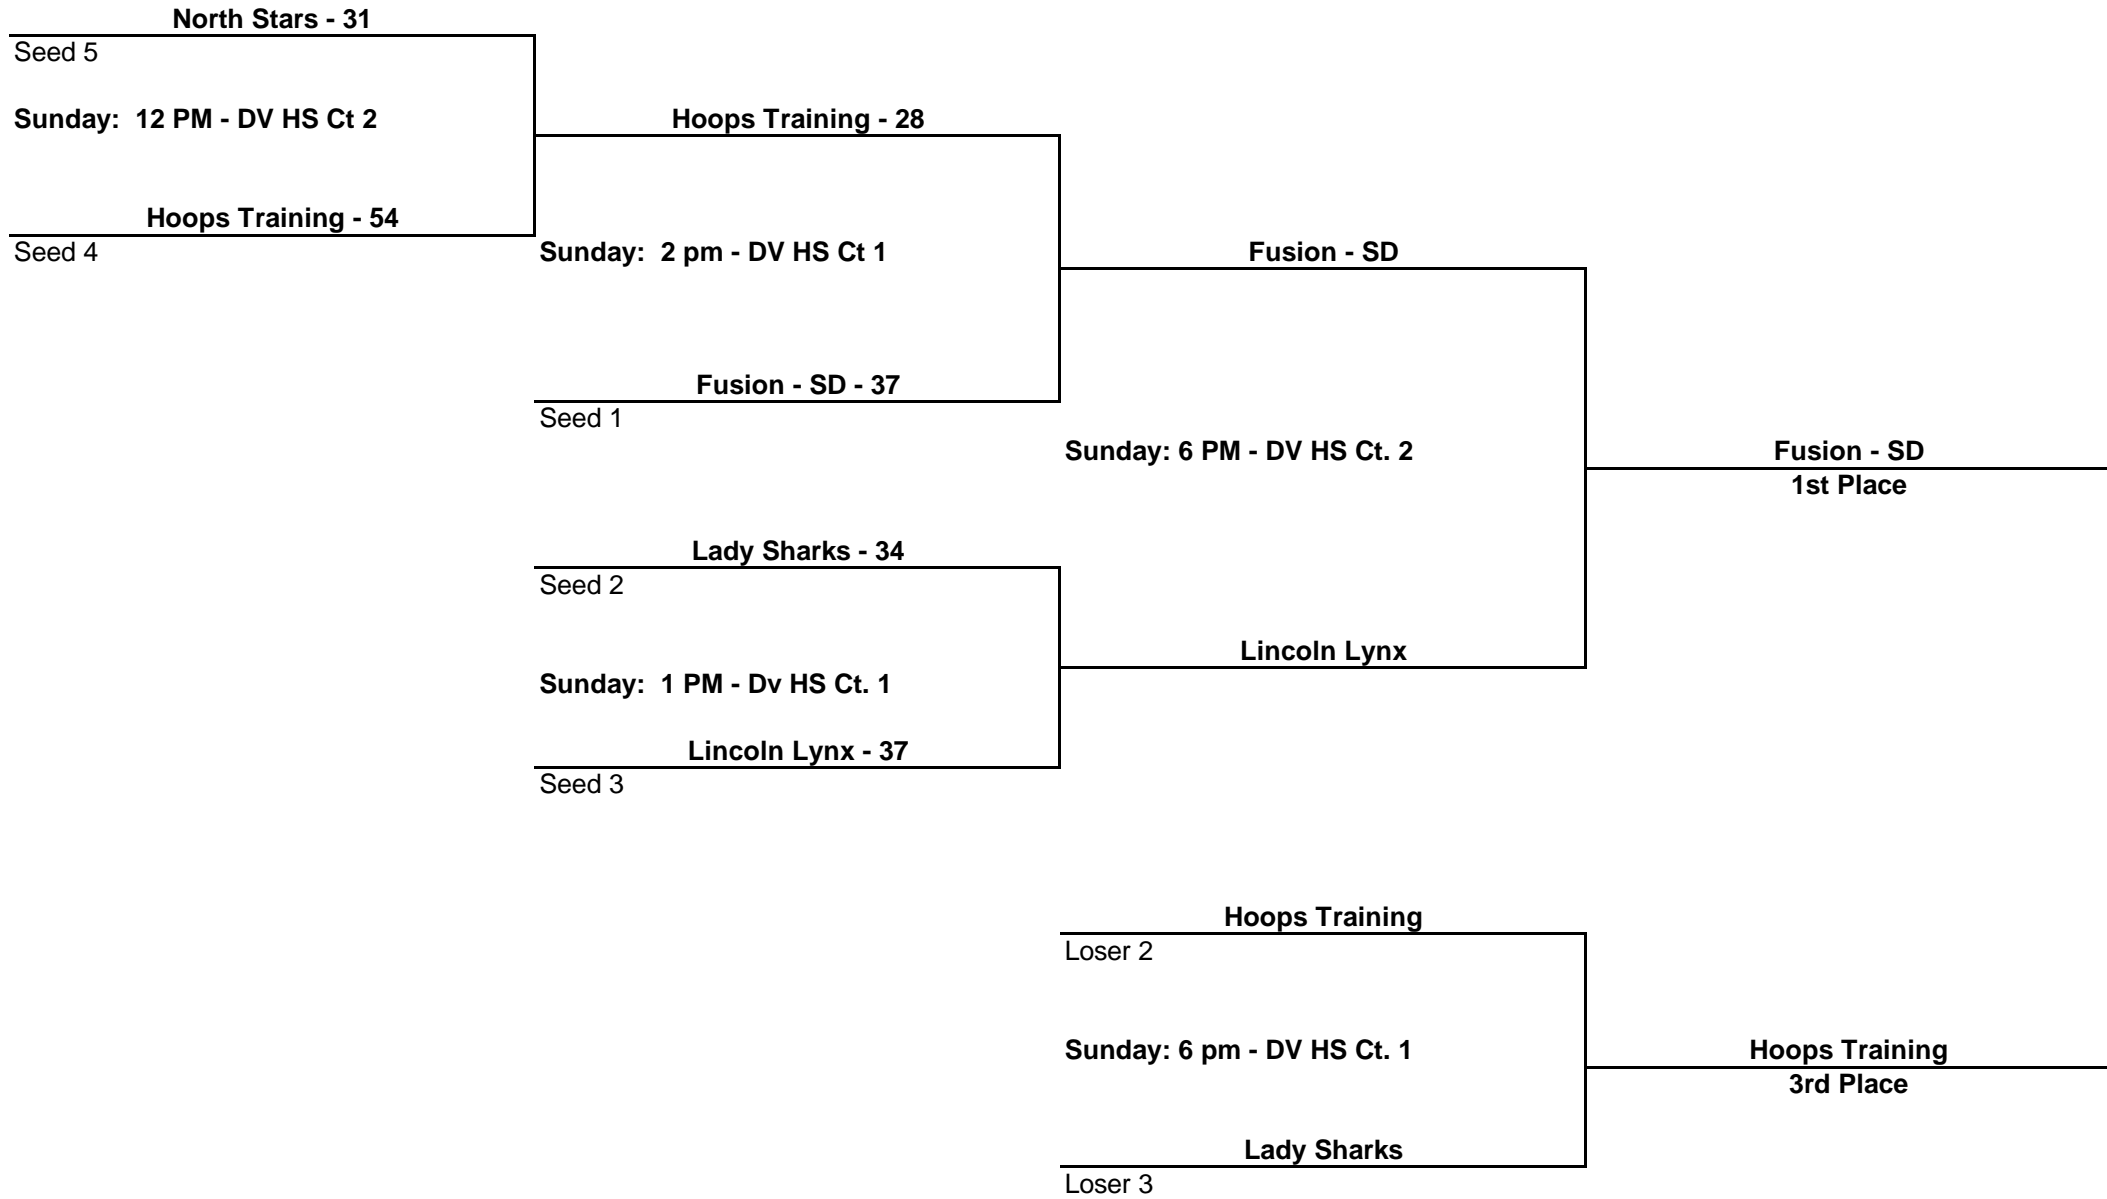 North Stars - 31
Seed 5
Sunday:  12 PM - DV HS Ct 2
Hoops Training - 28
Hoops Training - 54
Seed 4
Sunday:  2 pm - DV HS Ct 1
Fusion - SD
Fusion - SD - 37
Seed 1
Sunday: 6 PM - DV HS Ct. 2
Fusion - SD
1st Place
Lady Sharks - 34
Seed 2
Lincoln Lynx
Sunday:  1 PM - Dv HS Ct. 1
Lincoln Lynx - 37
Seed 3
Hoops Training
Loser 2
Sunday: 6 pm - DV HS Ct. 1
Hoops Training
3rd Place
Lady Sharks
Loser 3